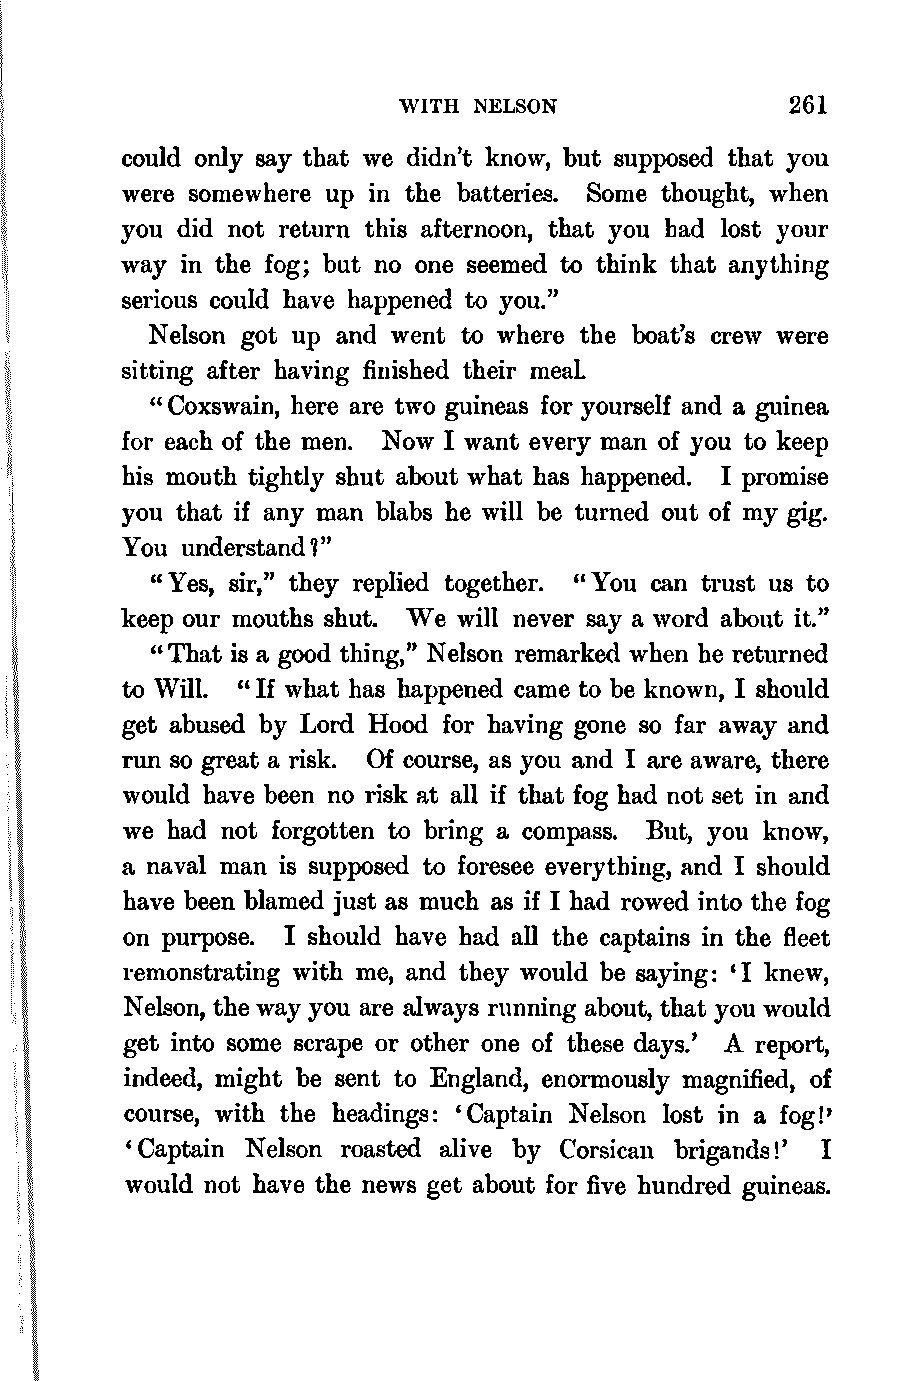 WITH NELSON 261
could only say that we didn't know, but supposed that you
were somewhere up in the batteries. Some thought, when
you did not return this afternoon, that you had lost your
way in the fog; but no one seemed to think that anything
serious could have happened to you."
Nelson got up and went to where the boat's crew were
sitting after having finished their meal.
"Coxswain, here are two guineas for yourself and a guinea
for each of the men. Now I want every man of you to keep
his mouth tightly shut about what has happened. I promise
you that if any man blabs he will be turned out of my gig.
You understand?"
"Yes, sir," they replied together. "You can trust us to
keep our mouths shut. We will never say a word about it."
"That is a good thing," Nelson remarked when he returned
to Will. "If what has happened came to be known, I should
get abused by Lord Hood for having gone so far away and
run so great a risk. Of course, as you and I are aware, there
would have been no risk at all if that fog had not set in and
we had not forgotten to bring a compass. But, you know,
a naval man is supposed to foresee everything, and I should
have been blamed just as much as if I had rowed into the fog
on purpose. I should have had all the captains in the fleet
remonstrating with me, and they would be saying: 'I knew,
Nelson, the way you are always running about, that you would
get into some scrape or other one of these days.' A report,
indeed, might be sent to England, enormously magnified, of
course, with the headings: 'Captain Nelson lost in a fog!'
'Captain Nelson roasted alive by Corsican brigands!' I
would not have the news get about for five hundred guineas.